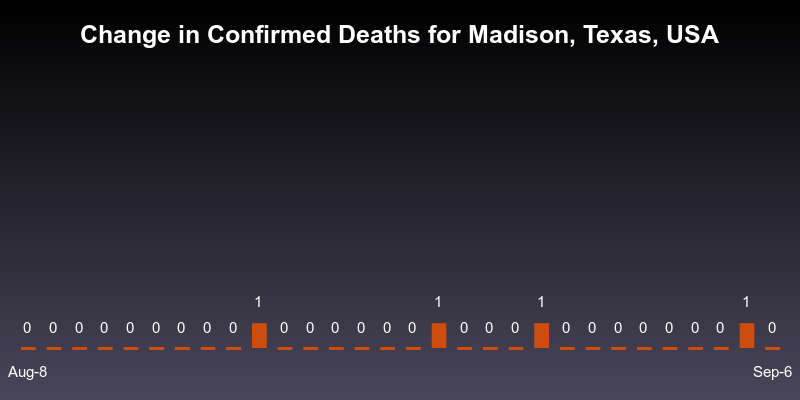 Change in Confirmed Deaths for Madison, Texas, USA
1 1 1 1
0 0 0 0 0 0 0 0 0 0 0 0 0 0 0 0 0 0 0 0 0 0 0 0 0 0
Aug-8 Sep-6